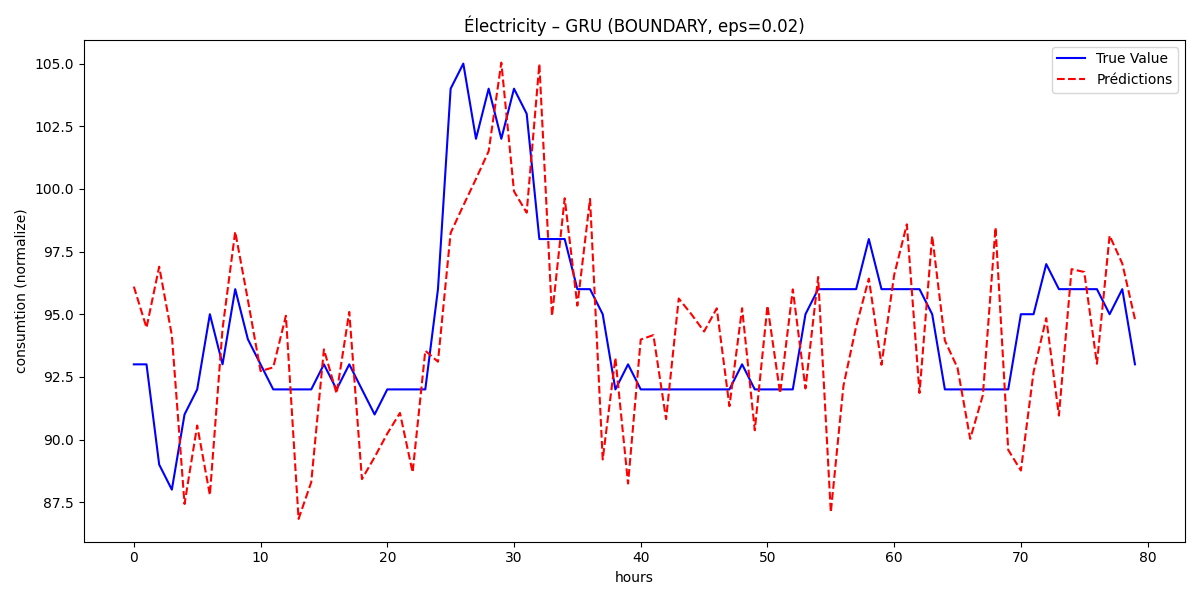 Électricity – GRU (BOUNDARY, eps=0.02)
True Value
Prédictions
consumtion (normalize)
105.0
102.5
100.0
97.5
95.0
92.5
90.0
87.5
0 10 20 30 40 50 60 70 80
hours